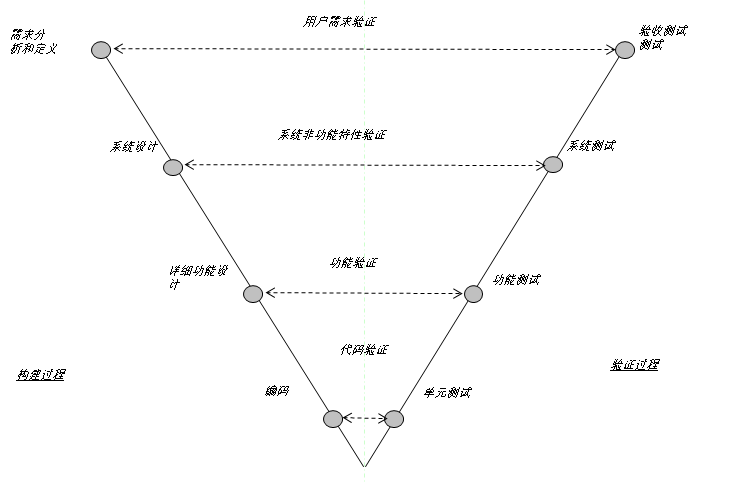 用户需求验证
需求分
析和定义
验收测试
测试
系统非功能特性验证
系统设计
系统测试
功能验证
详细功能设
计
功能测试
代码验证
构建过程
验证过程
编码
单元测试